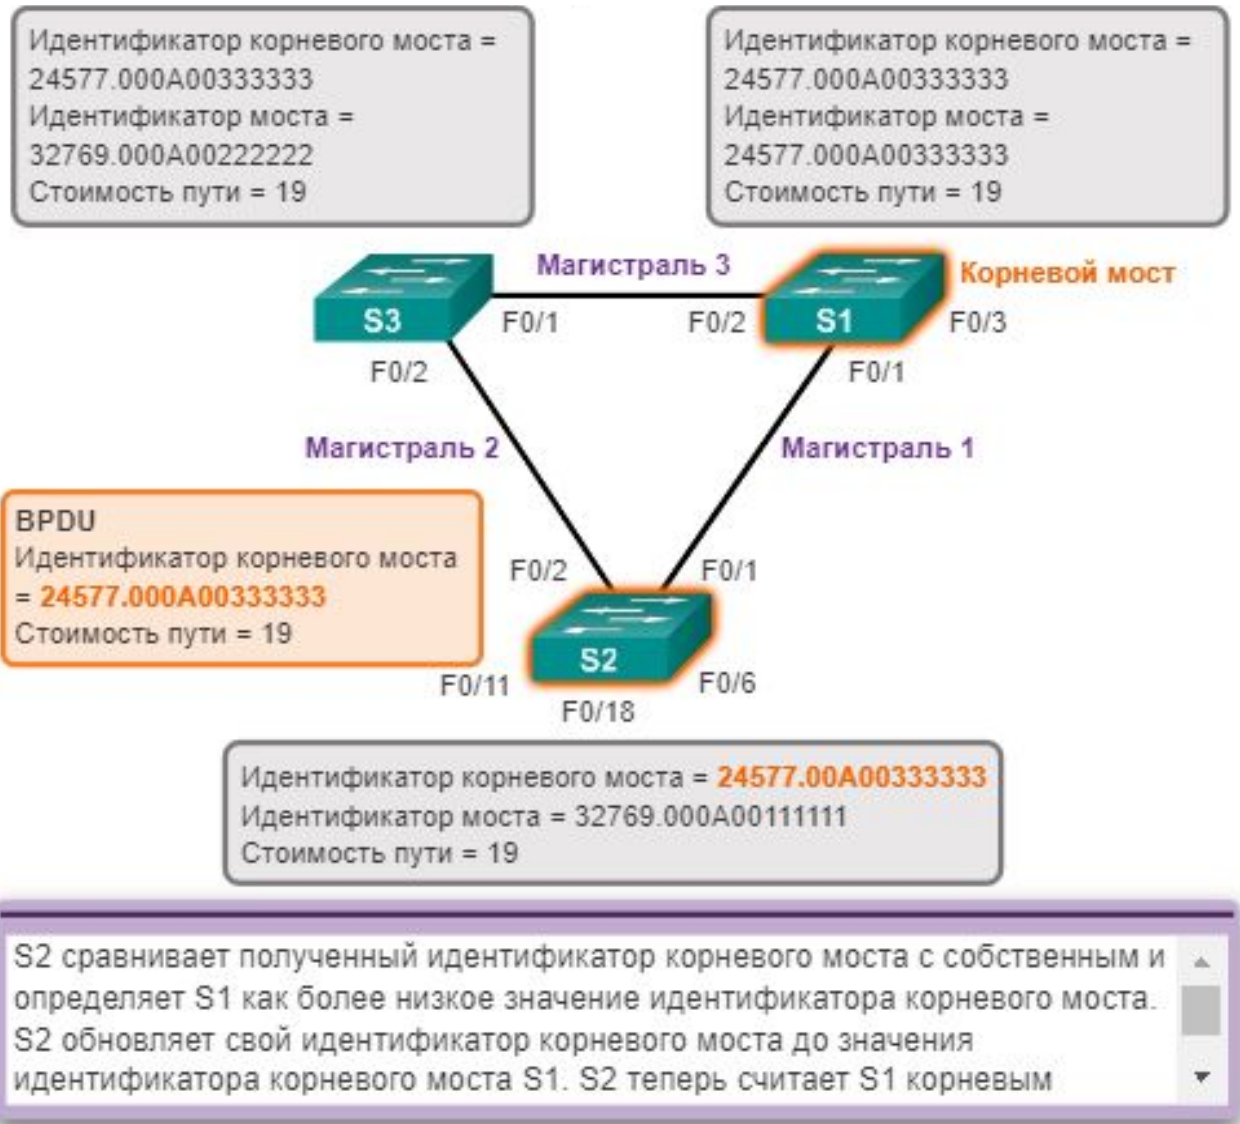 Идентификатор корневого моста =
24577.000A00333333
Идентификатор моста =
32769.000A00222222
Стоимость пути = 19
Идентификатор корневого моста =
24577.000A00333333
Идентификатор моста =
24577.000A00333333
Стоимость пути = 19
Магистраль 3
Корневой мост
S3
F0/1
F0/2
S1
F0/3
F0/2
F0/1
Магистраль 2
Магистраль 1
BPDU
Идентификатор корневого моста
= 24577.000A00333333
Стоимость пути = 19
F0/2
F0/1
S2
F0/11
F0/6
F0/18
Идентификатор корневого моста = 24577.00A00333333
Идентификатор моста = 32769.000A00111111
Стоимость пути = 19
S2 сравнивает полученный идентификатор корневого моста с собственным и
определяет S1 как более низкое значение идентификатора корневого моста.
S2 обновляет свой идентификатор корневого моста до значения
идентификатора корневого моста S1. S2 теперь считает S1 корневым